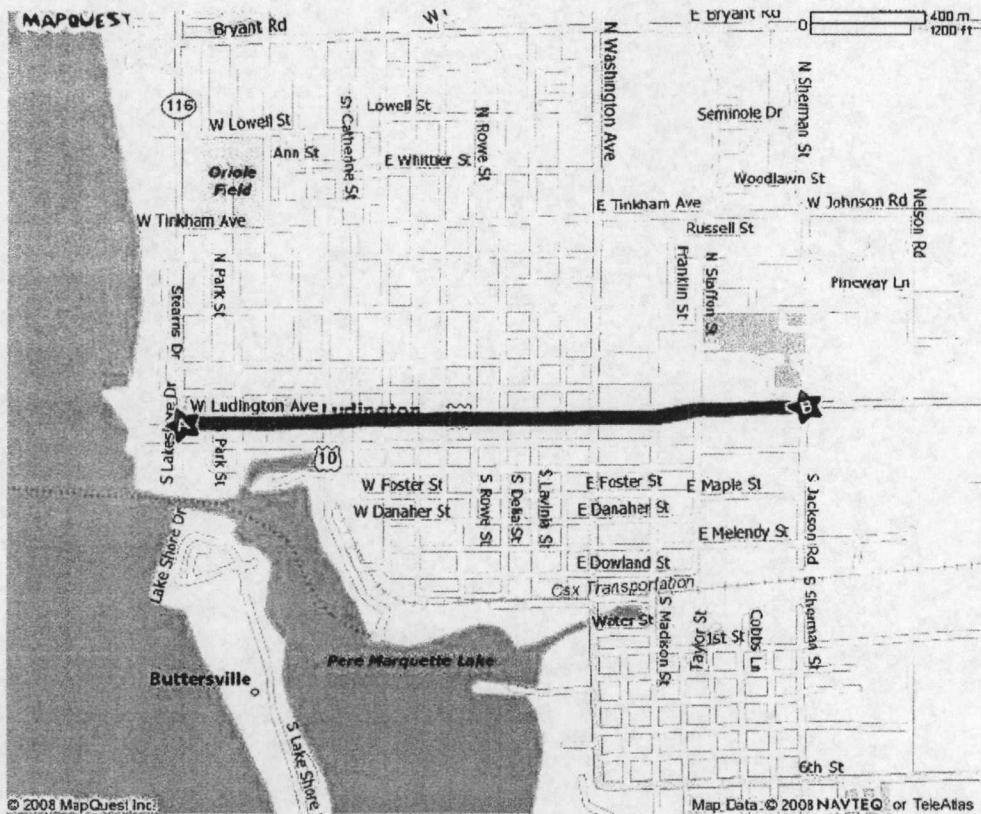 MAPQUEST
Bryant Rd
E Bryant Rd
0
400 m
1200 ft
N Washington Ave
N Sherman St
116
St Catherine St
Lowell St
W Lowell St
N Rowe St
Seminole Dr
Ann St
E Whittier St
Oriole
Field
Woodlawn St
W Tinkham Ave
E Tinkham Ave
W Johnson Rd
Nelson Rd
Russell St
N Park St
Franklin St
N Staffon St
Pineway Ln
Stearns Dr
A
W Ludington Ave
Ludington
B
Park St
10
W Foster St
E Foster St
E Maple St
S Rowe St
S Delia St
S Lavinia St
S Jackson Rd
W Danaher St
E Danaher St
Lake Shore Dr
E Melendy St
E Dowland St
Csx Transportation
S Madison St
S Sherman St
Water St
Taylor St
1st St
Cobbs Ln
Pere Marquette Lake
Buttersville
S Lake Shore
6th St
© 2008 MapQuest Inc.
Map Data © 2008 NAVTEQ or TeleAtlas